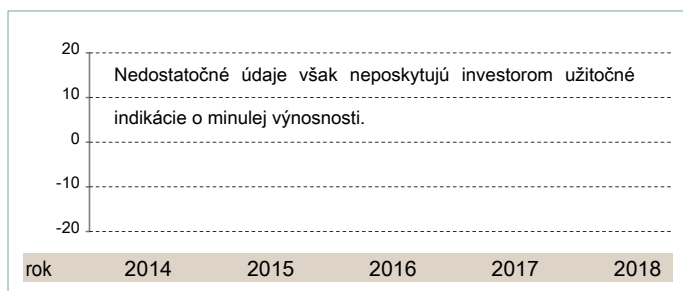 20
Nedostatočné údaje však neposkytujú investorom užitočné
10
indikácie o minulej výnosnosti.
0
-10
-20
rok 2014 2015 2016 2017 2018